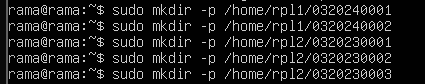 rama@rama:~$ sudo mkdir -p /home/rpl1/0320240001
rama@rama:~$ sudo mkdir -p /home/rpl1/0320240002
rama@rama:~$ sudo mkdir -p /home/rpl2/0320230001
rama@rama:~$ sudo mkdir -p /home/rpl2/0320230002
rama@rama:~$ sudo mkdir -p /home/rpl2/0320230003